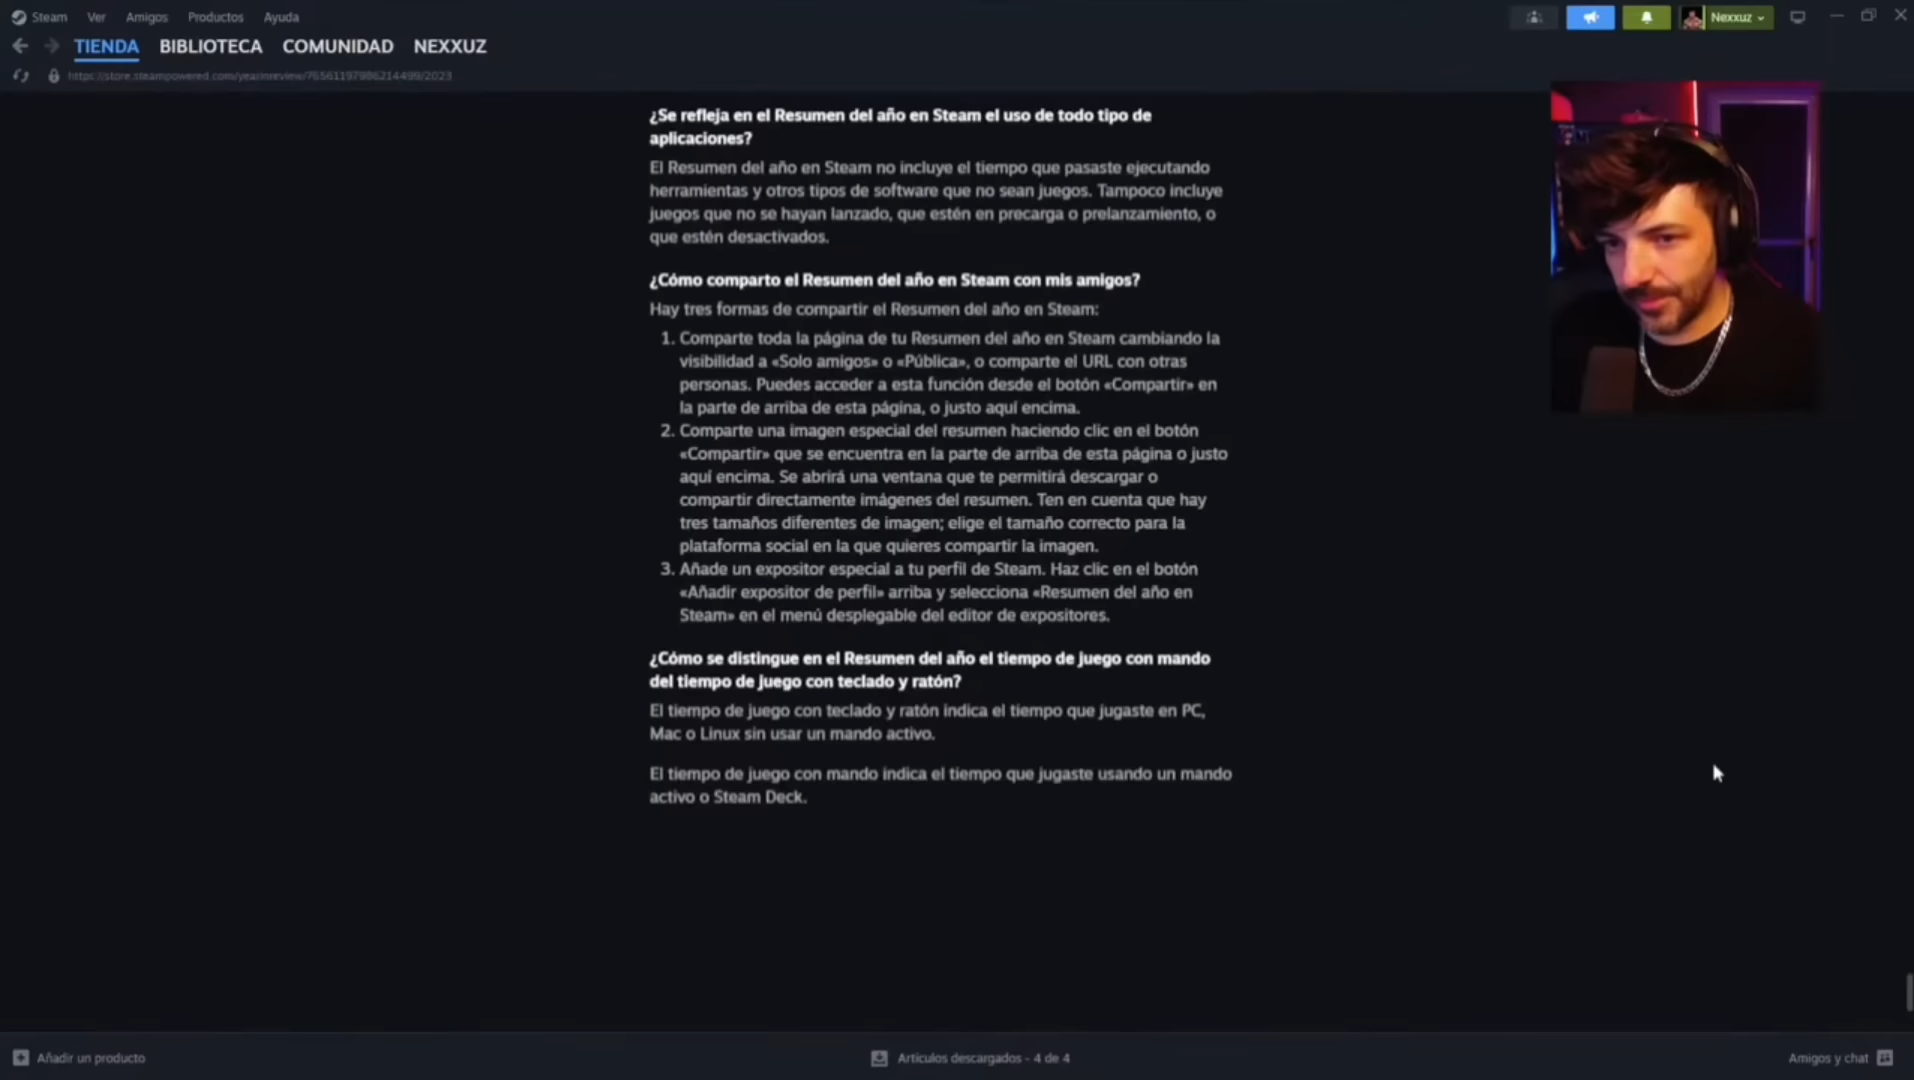 Steam Ver Amigos Productos Ayuda
Nexxuz
TIENDA BIBLIOTECA COMUNIDAD NEXXUZ
https://store.steampowered.com/yearinreview/76561197986214499/2023
¿Se refleja en el Resumen del año en Steam el uso de todo tipo de
aplicaciones?
El Resumen del año en Steam no incluye el tiempo que pasaste ejecutando
herramientas y otros tipos de software que no sean juegos. Tampoco incluye
juegos que no se hayan lanzado, que estén en precarga o prelanzamiento, o
que estén desactivados.
¿Cómo comparto el Resumen del año en Steam con mis amigos?
Hay tres formas de compartir el Resumen del año en Steam:
1. Comparte toda la página de tu Resumen del año en Steam cambiando la
visibilidad a «Solo amigos» o «Pública», o comparte el URL con otras
personas. Puedes acceder a esta función desde el botón «Compartir» en
la parte de arriba de esta página, o justo aquí encima.
2. Comparte una imagen especial del resumen haciendo clic en el botón
«Compartir» que se encuentra en la parte de arriba de esta página o justo
aquí encima. Se abrirá una ventana que te permitirá descargar o
compartir directamente imágenes del resumen. Ten en cuenta que hay
tres tamaños diferentes de imagen; elige el tamaño correcto para la
plataforma social en la que quieres compartir la imagen.
3. Añade un expositor especial a tu perfil de Steam. Haz clic en el botón
«Añadir expositor de perfil» arriba y selecciona «Resumen del año en
Steam» en el menú desplegable del editor de expositores.
¿Cómo se distingue en el Resumen del año el tiempo de juego con mando
del tiempo de juego con teclado y ratón?
El tiempo de juego con teclado y ratón indica el tiempo que jugaste en PC,
Mac o Linux sin usar un mando activo.
El tiempo de juego con mando indica el tiempo que jugaste usando un mando
activo o Steam Deck.
Añadir un producto
Artículos descargados - 4 de 4
Amigos y chat